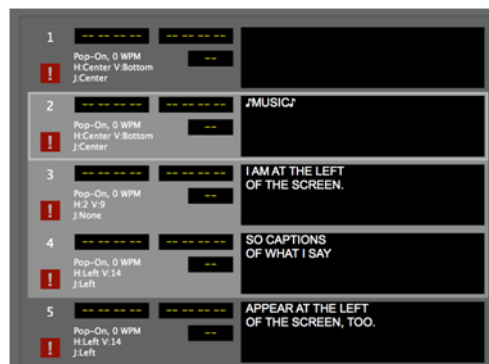 1
-- -- -- -- -- -- -- --
Pop-On, 0 WPM
--
H:Center V:Bottom
J:Center
!
2
-- -- -- -- -- -- -- --
♪MUSIC♪
Pop-On, 0 WPM
--
H:Center V:Bottom
J:Center
!
3
-- -- -- -- -- -- -- --
I AM AT THE LEFT
OF THE SCREEN.
Pop-On, 0 WPM
--
H:2 V:9
J:None
!
4
-- -- -- -- -- -- -- --
SO CAPTIONS
OF WHAT I SAY
Pop-On, 0 WPM
--
H:Left V:14
J:Left
!
5
-- -- -- -- -- -- -- --
APPEAR AT THE LEFT
OF THE SCREEN, TOO.
Pop-On, 0 WPM
--
H:Left V:14
J:Left
!